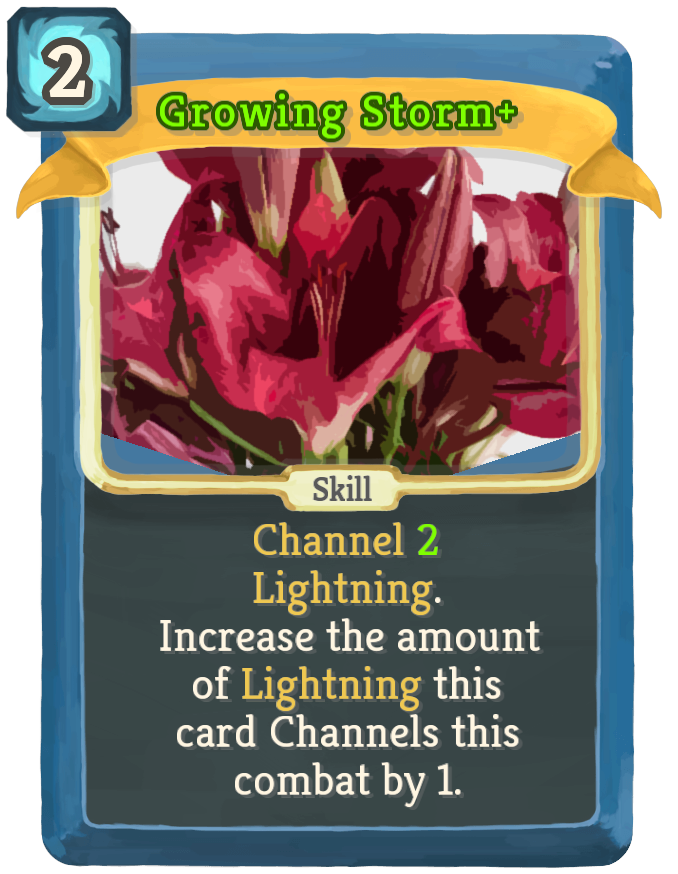 2
Growing Storm+
Skill
Channel 2
Lightning.
Increase the amount
of Lightning this
card Channels this
combat by 1.